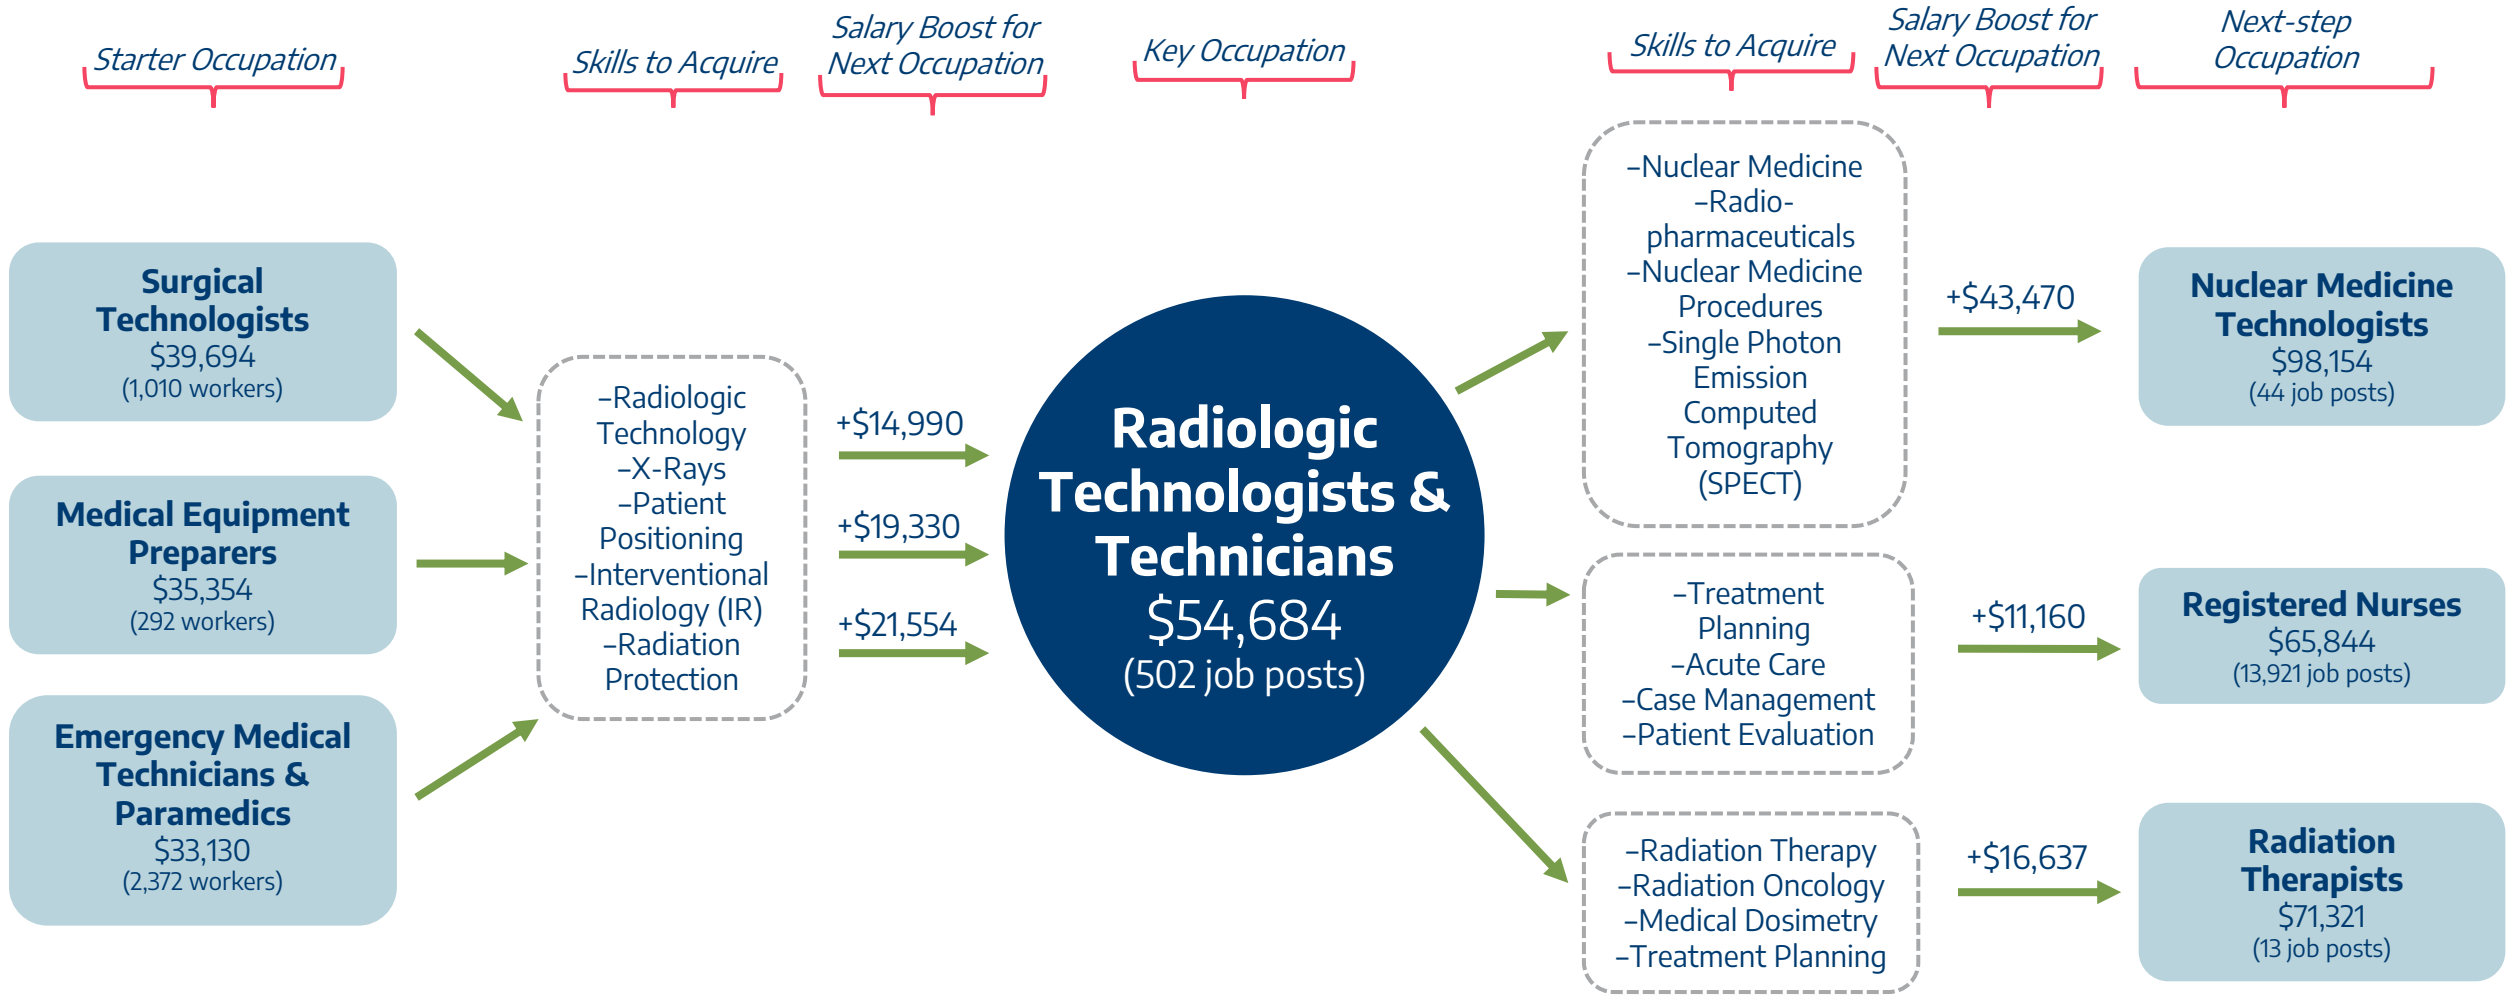 Starter Occupation
Skills to Acquire
Salary Boost for
Next Occupation
Key Occupation
Skills to Acquire
Salary Boost for
Next Occupation
Next-step
Occupation
Surgical
Technologists
$39,694
(1,010 workers)
Medical Equipment
Preparers
$35,354
(292 workers)
Emergency Medical
Technicians &
Paramedics
$33,130
(2,372 workers)
–Radiologic
Technology
–X-Rays
–Patient
Positioning
–Interventional
Radiology (IR)
–Radiation
Protection
+$14,990
+$19,330
+$21,554
Radiologic
Technologists &
Technicians
$54,684
(502 job posts)
–Nuclear Medicine
–Radio-
pharmaceuticals
–Nuclear Medicine
Procedures
–Single Photon
Emission
Computed
Tomography
(SPECT)
+$43,470
Nuclear Medicine
Technologists
$98,154
(44 job posts)
–Treatment
Planning
–Acute Care
–Case Management
–Patient Evaluation
+$11,160
Registered Nurses
$65,844
(13,921 job posts)
–Radiation Therapy
–Radiation Oncology
–Medical Dosimetry
–Treatment Planning
+$16,637
Radiation
Therapists
$71,321
(13 job posts)